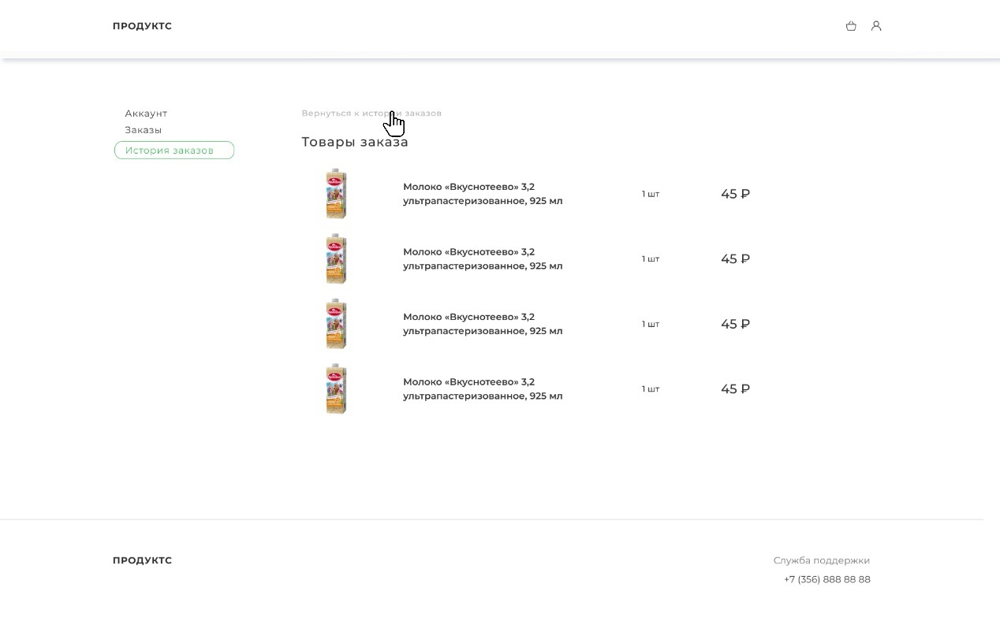 ПРОДУКТС
Аккаунт
Заказы
История заказов
Вернуться к истории заказов
Товары заказа
Молоко «Вкуснотеево» 3,2
ультрапастеризованное, 925 мл
1 шт
45 ₽
Молоко «Вкуснотеево» 3,2
ультрапастеризованное, 925 мл
1 шт
45 ₽
Молоко «Вкуснотеево» 3,2
ультрапастеризованное, 925 мл
1 шт
45 ₽
Молоко «Вкуснотеево» 3,2
ультрапастеризованное, 925 мл
1 шт
45 ₽
ПРОДУКТС
Служба поддержки
+7 (356) 888 88 88